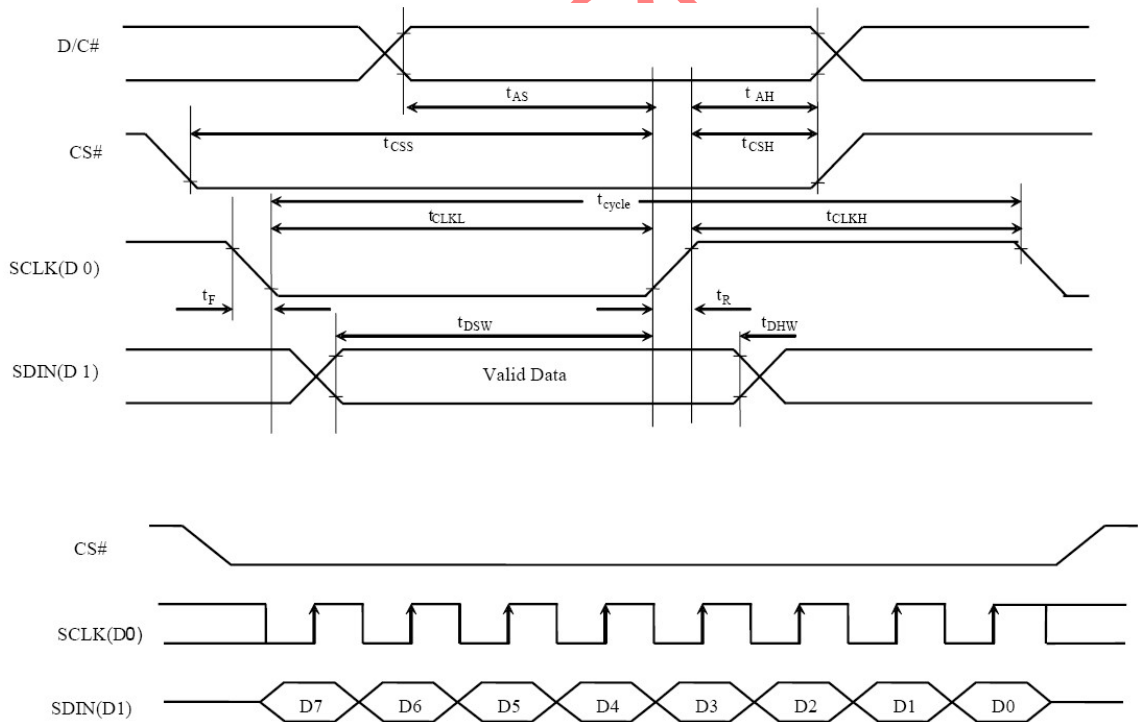 D/C#
tAS
t AH
CS#
tCSS
tCSH
tcycle
tCLKL
tCLKH
SCLK(D 0)
tF
tR
tDSW
tDHW
SDIN(D 1)
Valid Data
CS#
SCLK(D0)
SDIN(D1)
D7 D6 D5 D4 D3 D2 D1 D0